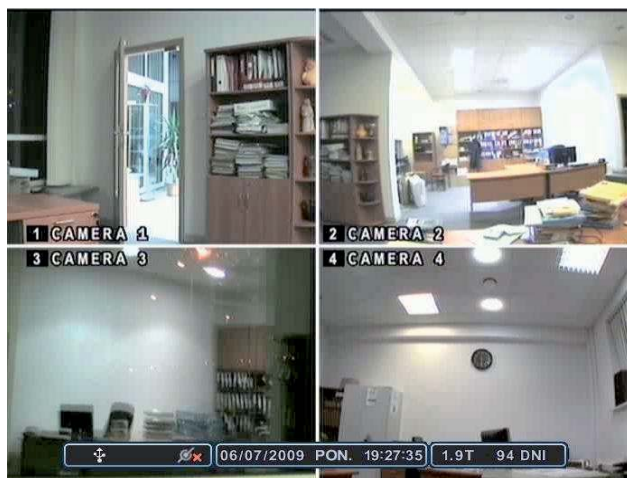 1 CAMERA 1
2 CAMERA 2
3 CAMERA 3
4 CAMERA 4
06/07/2009 PON. 19:27:35 1.9T 94 DNI